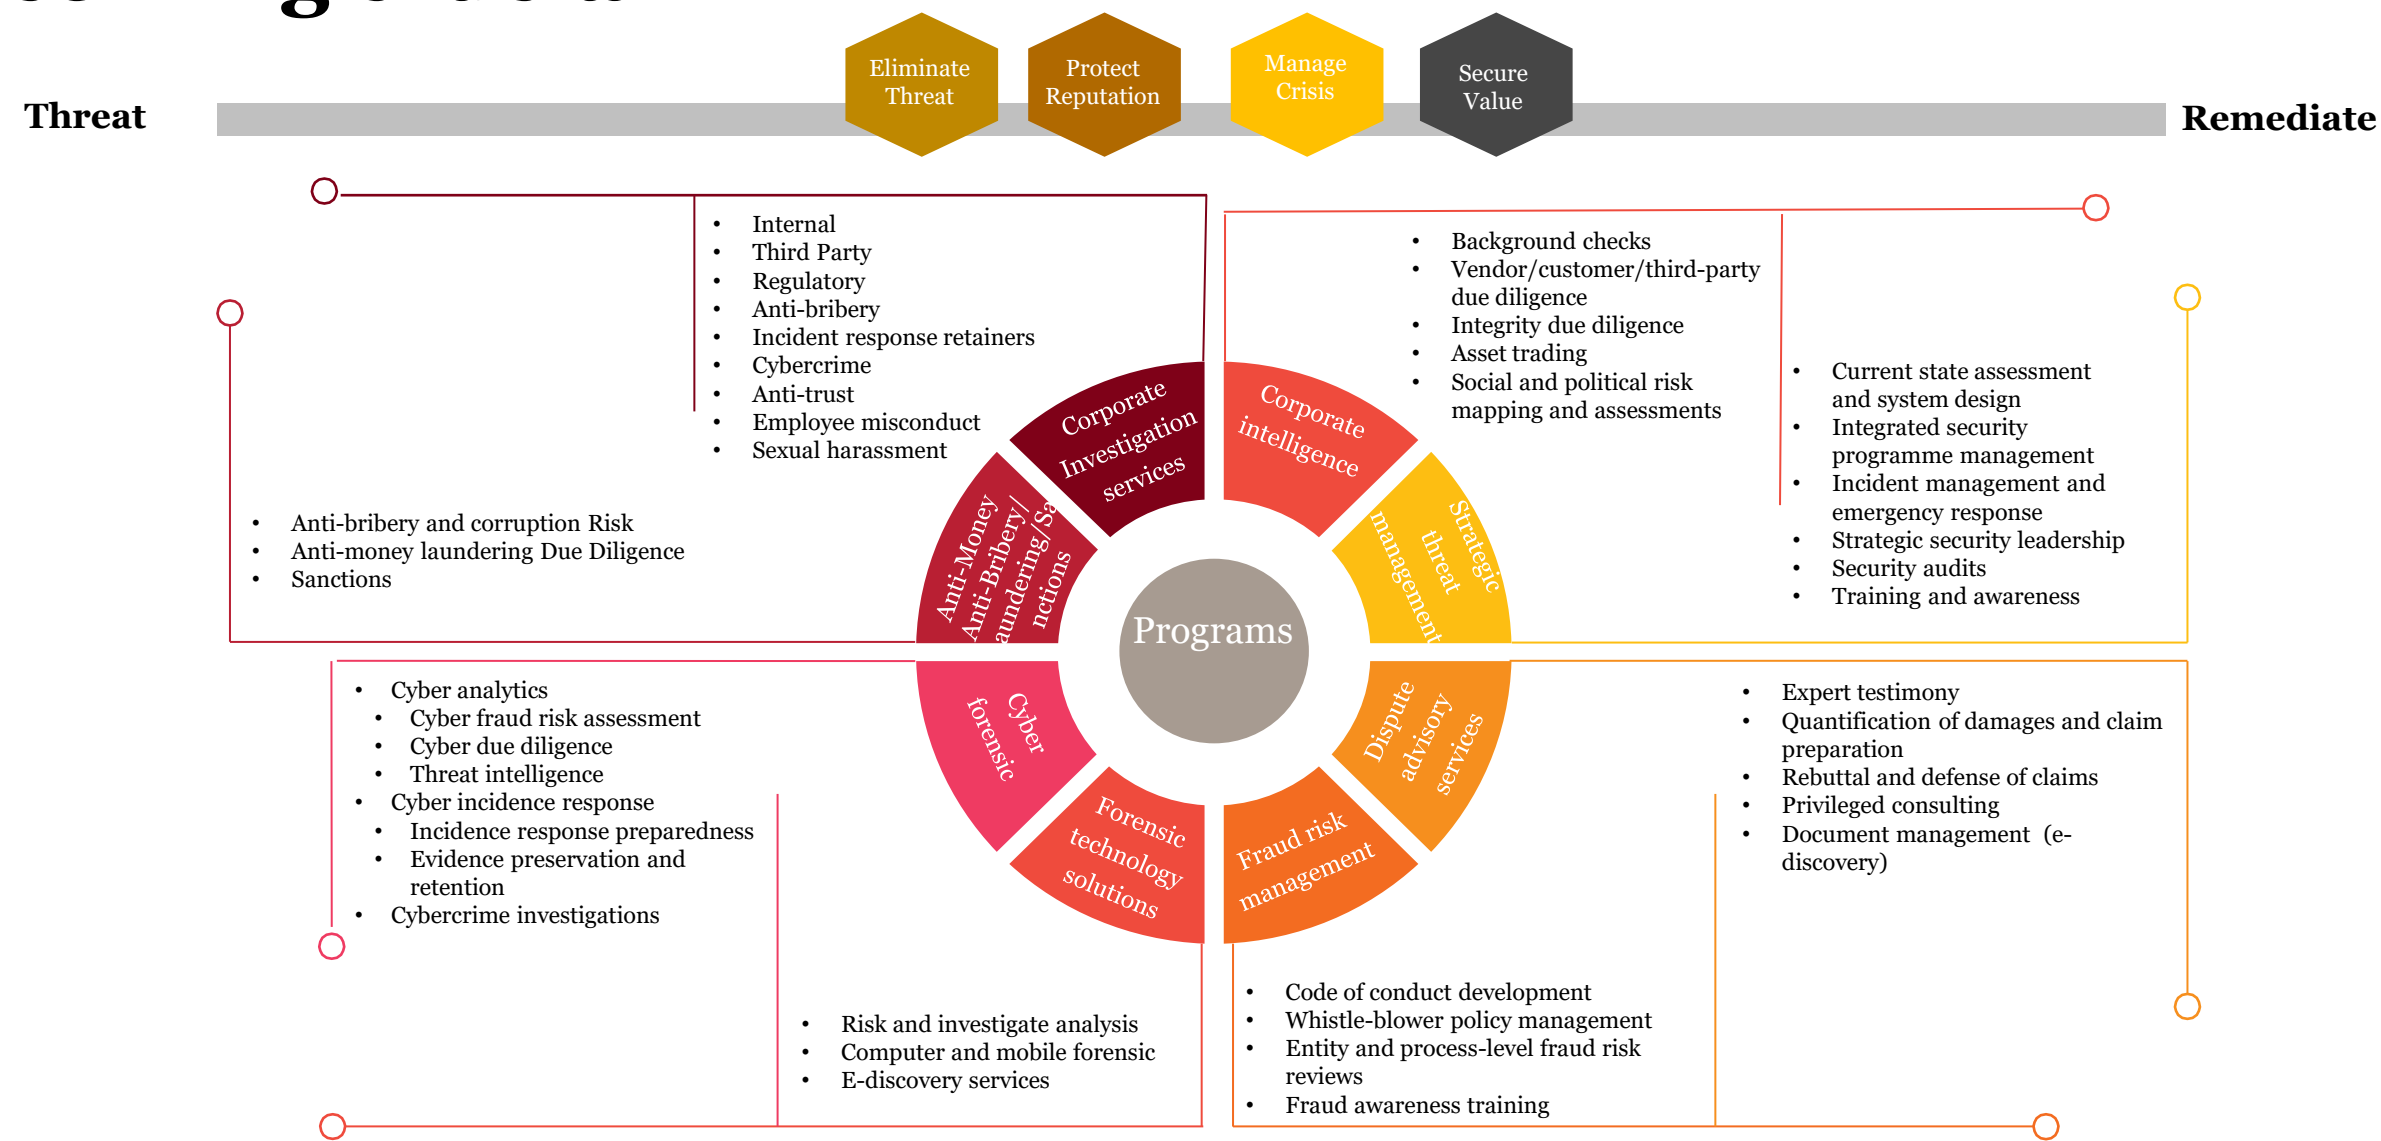 Eliminate
Threat
Protect
Reputation
Manage
Crisis
Secure
Value
Threat
Remediate
• Internal
• Third Party
• Regulatory
• Anti-bribery
• Incident response retainers
• Cybercrime
• Anti-trust
• Employee misconduct
• Sexual harassment
• Background checks
• Vendor/customer/third-party
due diligence
• Integrity due diligence
• Asset trading
• Social and political risk
mapping and assessments
• Current state assessment
and system design
• Integrated security
programme management
• Incident management and
emergency response
• Strategic security leadership
• Security audits
• Training and awareness
• Anti-bribery and corruption Risk
• Anti-money laundering Due Diligence
• Sanctions
Corporate
Investigation
services
Corporate
intelligence
Anti-Money
Anti-Bribery/
aundering/Sa
nctions
Strategic
threat
management
Programs
Cyber
forensic
Dispute
advisory
services
Forensic
technology
solutions
Fraud risk
management
• Cyber analytics
• Cyber fraud risk assessment
• Cyber due diligence
• Threat intelligence
• Cyber incidence response
• Incidence response preparedness
• Evidence preservation and
retention
• Cybercrime investigations
• Expert testimony
• Quantification of damages and claim
preparation
• Rebuttal and defense of claims
• Privileged consulting
• Document management (e-
discovery)
• Risk and investigate analysis
• Computer and mobile forensic
• E-discovery services
• Code of conduct development
• Whistle-blower policy management
• Entity and process-level fraud risk
reviews
• Fraud awareness training